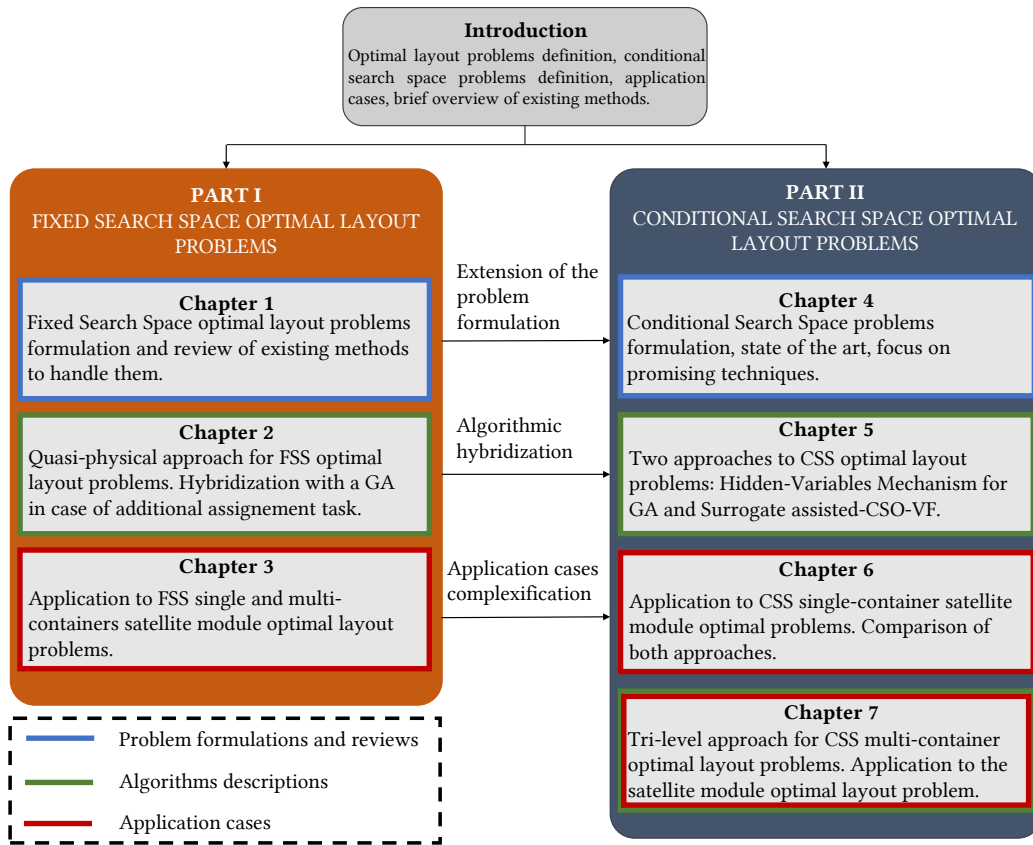 Introduction
Optimal layout problems definition, conditional
search space problems definition, application
cases, brief overview of existing methods.
PART I
FIXED SEARCH SPACE OPTIMAL LAYOUT
PROBLEMS
Chapter 1
Fixed Search Space optimal layout problems
formulation and review of existing methods
to handle them.
Chapter 2
Quasi-physical approach for FSS optimal
layout problems. Hybridization with a GA
in case of additional assignement task.
Chapter 3
Application to FSS single and multi-
containers satellite module optimal layout
problems.
Extension of the
problem
formulation
Algorithmic
hybridization
Application cases
complexification
PART II
CONDITIONAL SEARCH SPACE OPTIMAL
LAYOUT PROBLEMS
Chapter 4
Conditional Search Space problems
formulation, state of the art, focus on
promising techniques.
Chapter 5
Two approaches to CSS optimal layout
problems: Hidden-Variables Mechanism for
GA and Surrogate assisted-CSO-VF.
Chapter 6
Application to CSS single-container satellite
module optimal problems. Comparison of
both approaches.
Chapter 7
Tri-level approach for CSS multi-container
optimal layout problems. Application to the
satellite module optimal layout problem.
Problem formulations and reviews
Algorithms descriptions
Application cases